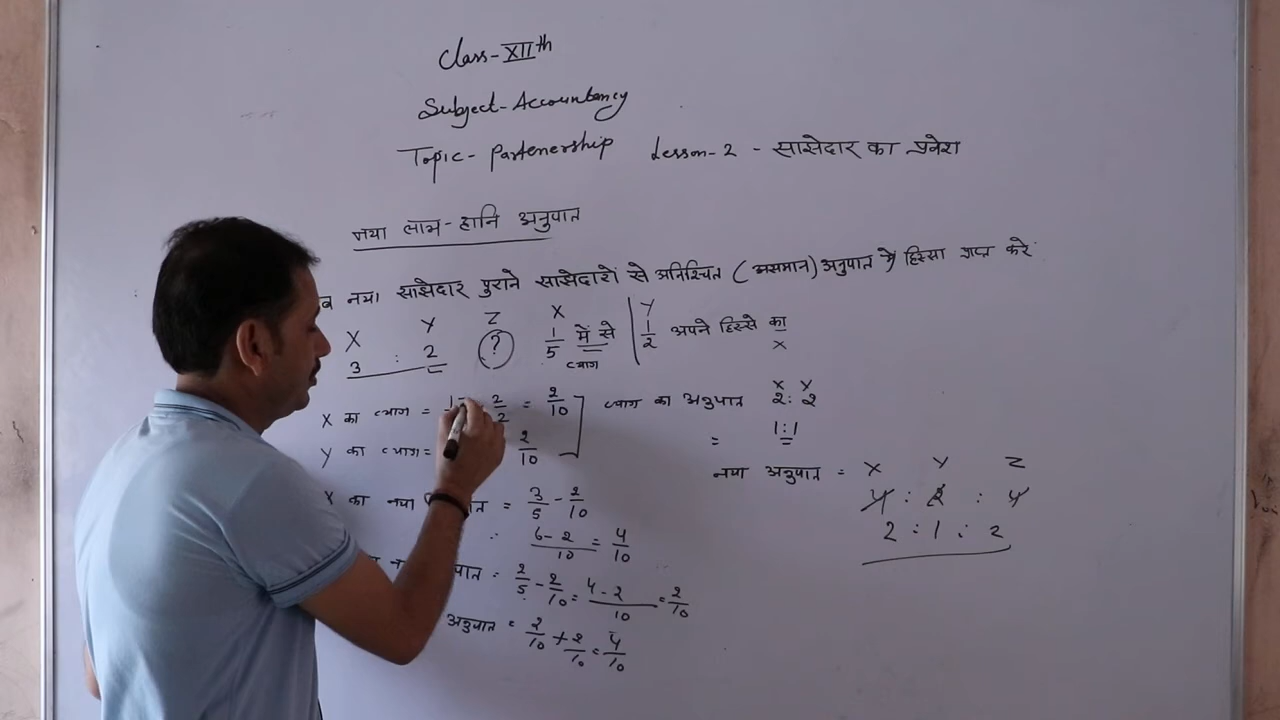 Class-XIIth
Subject-Accountancy
Topic- Partenership Lesson-2 - साझेदार का प्रवेश
नया लाभ-हानि अनुपात
नया साझेदार पुराने साझेदारो से अनिश्चित (असमान) अनुपात मे हिस्सा प्राप्त करे
X Y Z X Y
3 : 2 (?) 1/5 में से | 1/2 अपने हिस्से का
त्याग X
X का त्याग = 2/2 = 2/10 त्याग का अनुपात X Y 2:2
Y का त्याग = 2/10 = 1:1
नया अनुपात = X Y Z
का नया = 3/5 - 2/10 4 : 2 : 4
6-2/10 = 4/10 2 : 1 : 2
= 2/5 - 2/10 = 4-2/10 = 2/10
अनुपात = 2/10 + 2/10 = 4/10